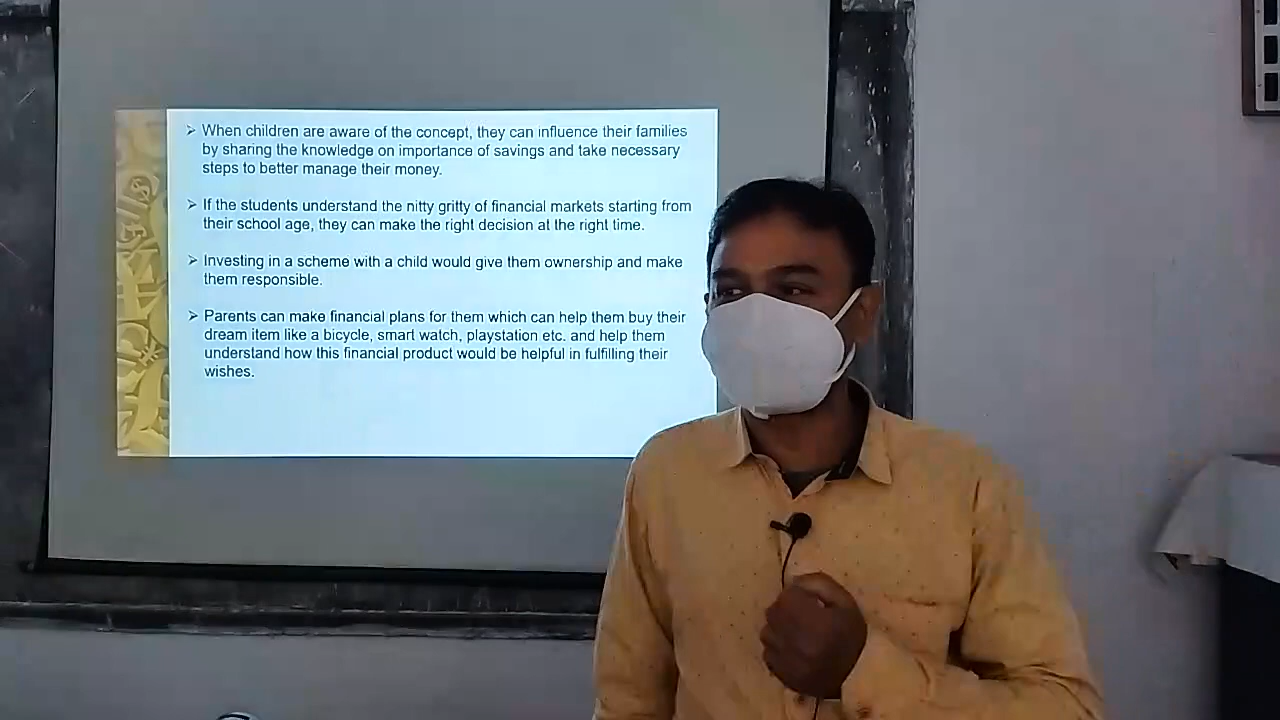 ➢ When children are aware of the concept, they can influence their families
by sharing the knowledge on importance of savings and take necessary
steps to better manage their money.
➢ If the students understand the nitty gritty of financial markets starting from
their school age, they can make the right decision at the right time.
➢ Investing in a scheme with a child would give them ownership and make
them responsible.
➢ Parents can make financial plans for them which can help them buy their
dream item like a bicycle, smart watch, playstation etc. and help them
understand how this financial product would be helpful in fulfilling their
wishes.